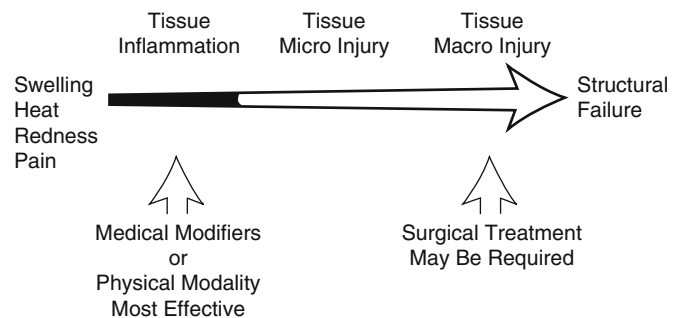 Tissue
Inflammation
Tissue
Micro Injury
Tissue
Macro Injury
Swelling
Heat
Redness
Pain
Structural
Failure
Medical Modifiers
or
Physical Modality
Most Effective
Surgical Treatment
May Be Required